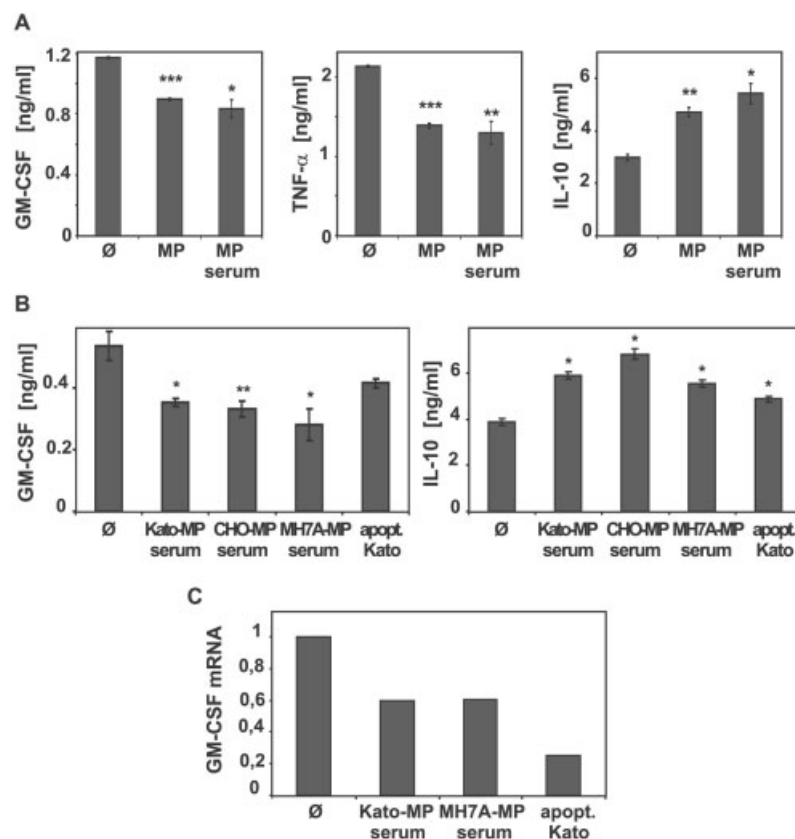 A
GM-CSF [ng/ml]
1.2
0.8
0.4
0
***
*
Ø MP MP
serum
TNF-α [ng/ml]
2
1
0
***
**
Ø MP MP
serum
IL-10 [ng/ml]
6
4
2
0
**
*
Ø MP MP
serum
B
GM-CSF [ng/ml]
0.4
0.2
0
*
**
*
Ø Kato-MP CHO-MP MH7A-MP apopt.
serum serum serum Kato
IL-10 [ng/ml]
6
4
2
0
*
*
*
*
Ø Kato-MP CHO-MP MH7A-MP apopt.
serum serum serum Kato
C
GM-CSF mRNA
1
0,8
0,6
0,4
0,2
Ø Kato-MP MH7A-MP apopt.
serum serum Kato